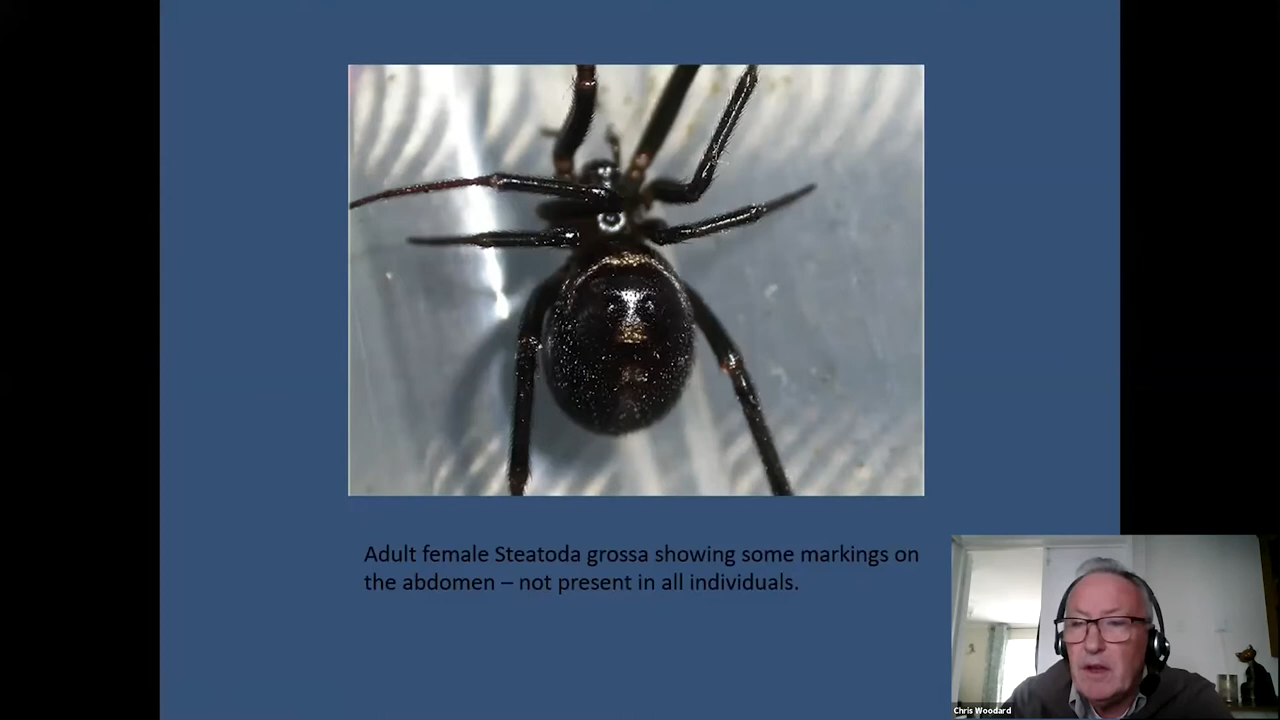 Adult female Steatoda grossa showing some markings on
the abdomen – not present in all individuals.
Chris Woodard